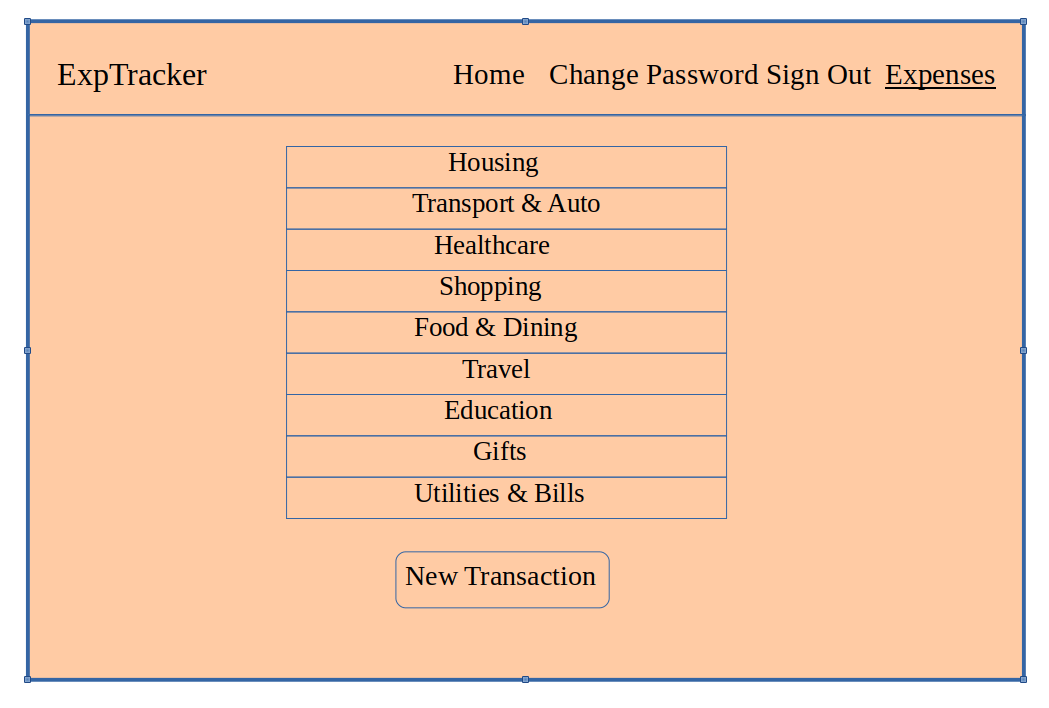 ExpTracker Home Change Password Sign Out Expenses
Housing
Transport & Auto
Healthcare
Shopping
Food & Dining
Travel
Education
Gifts
Utilities & Bills
New Transaction